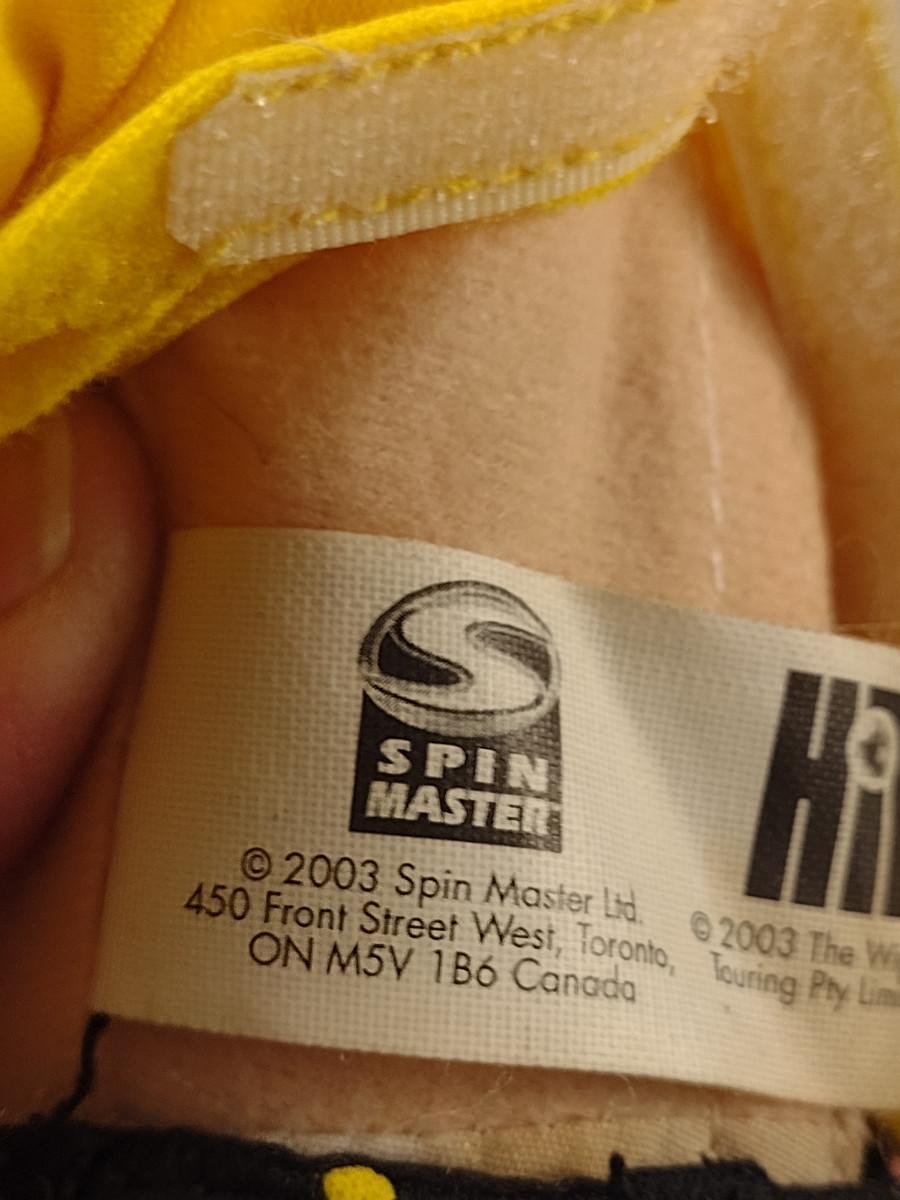 S
SPIN
MASTER
© 2003 Spin Master Ltd.
450 Front Street West, Toronto,
ON M5V 1B6 Canada
Hi
© 2003 The
Touring Pty